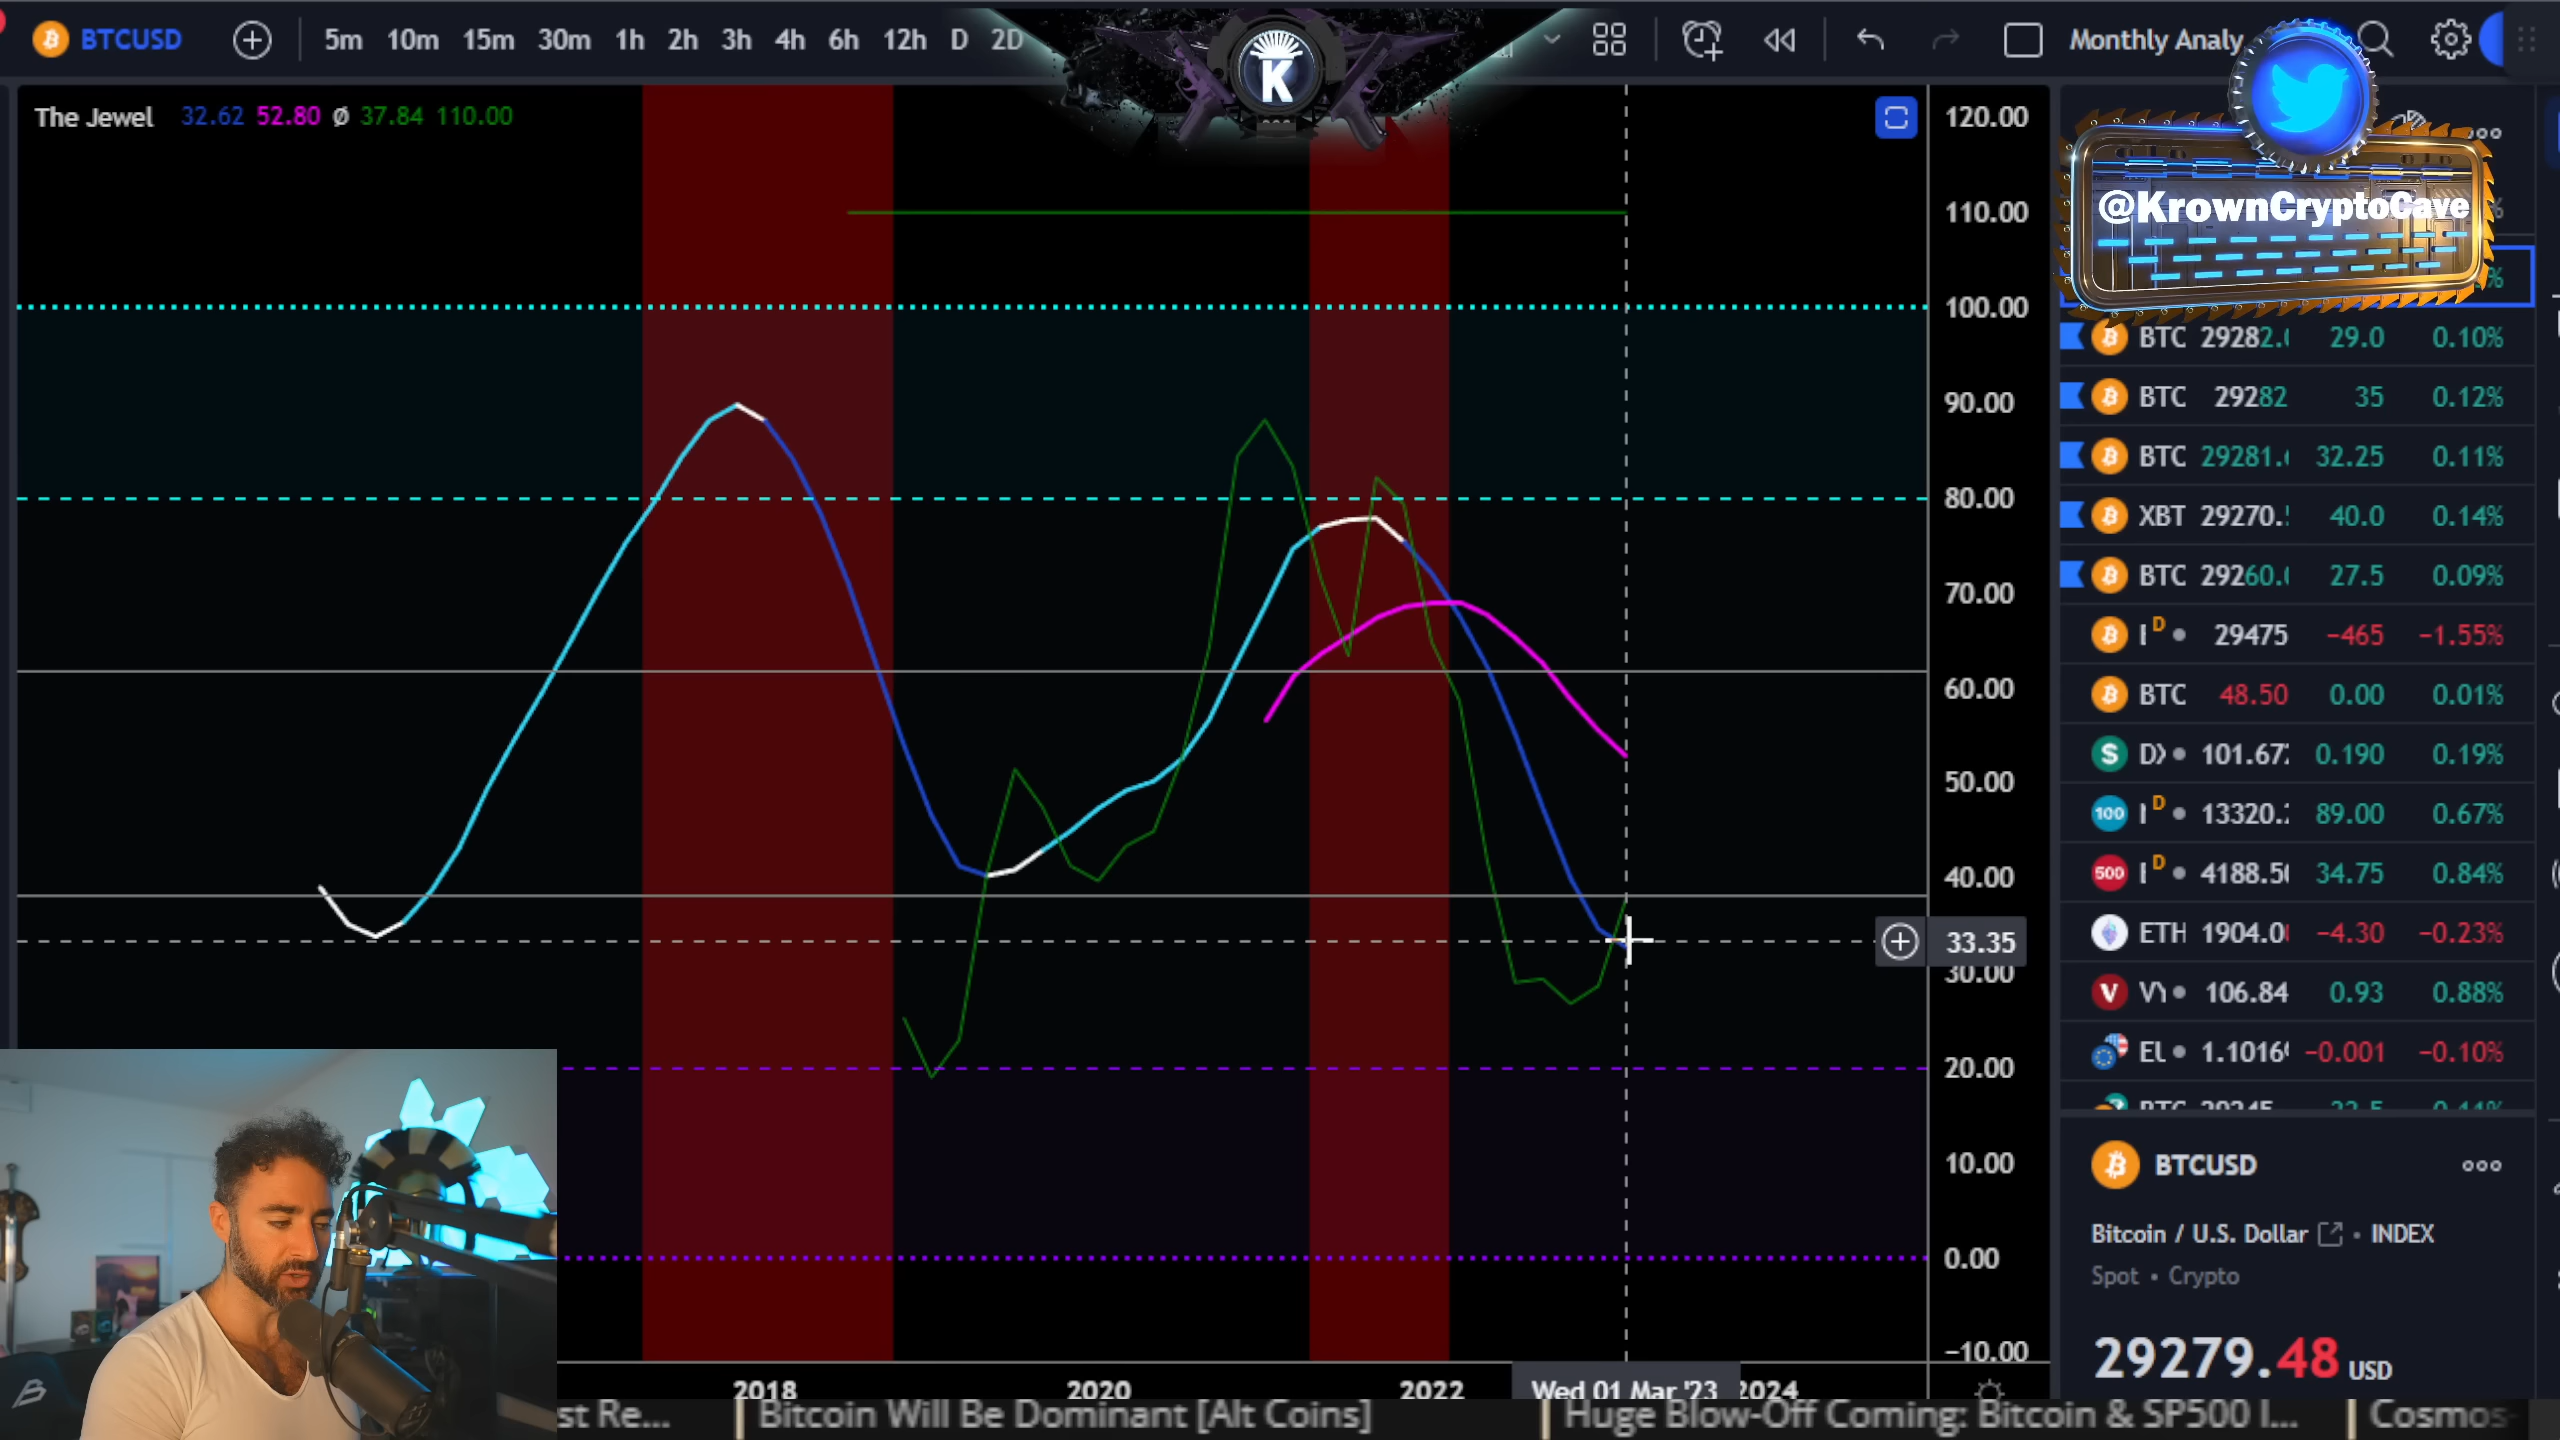 BTCUSD 5m 10m 15m 30m 1h 2h 3h 4h 6h 12h D 2D
K
Monthly Analy
The Jewel 32.62 52.80 Ø 37.84 110.00
@KrownCryptoCave
120.00
110.00
100.00
90.00
80.00
70.00
60.00
50.00
40.00
33.35
30.00
20.00
10.00
0.00
−10.00
BTC 29282. 29.0 0.10%
BTC 29282 35 0.12%
BTC 29281. 32.25 0.11%
XBT 29270. 40.0 0.14%
BTC 29260. 27.5 0.09%
D 29475 −465 −1.55%
BTC 48.50 0.00 0.01%
S 101.67 0.190 0.19%
100 D 13320. 89.00 0.67%
500 D 4188.5 34.75 0.84%
ETH 1904.0 −4.30 −0.23%
V 106.84 0.93 0.88%
1.1016 −0.001 −0.10%
BTCUSD
Bitcoin / U.S. Dollar • INDEX
Spot • Crypto
29279.48 USD
2018 2020 2022 Wed 01 Mar '23 2024
st Re... Bitcoin Will Be Dominant [Alt Coins] Huge Blow-Off Coming: Bitcoin & SP500 I... Cosmos